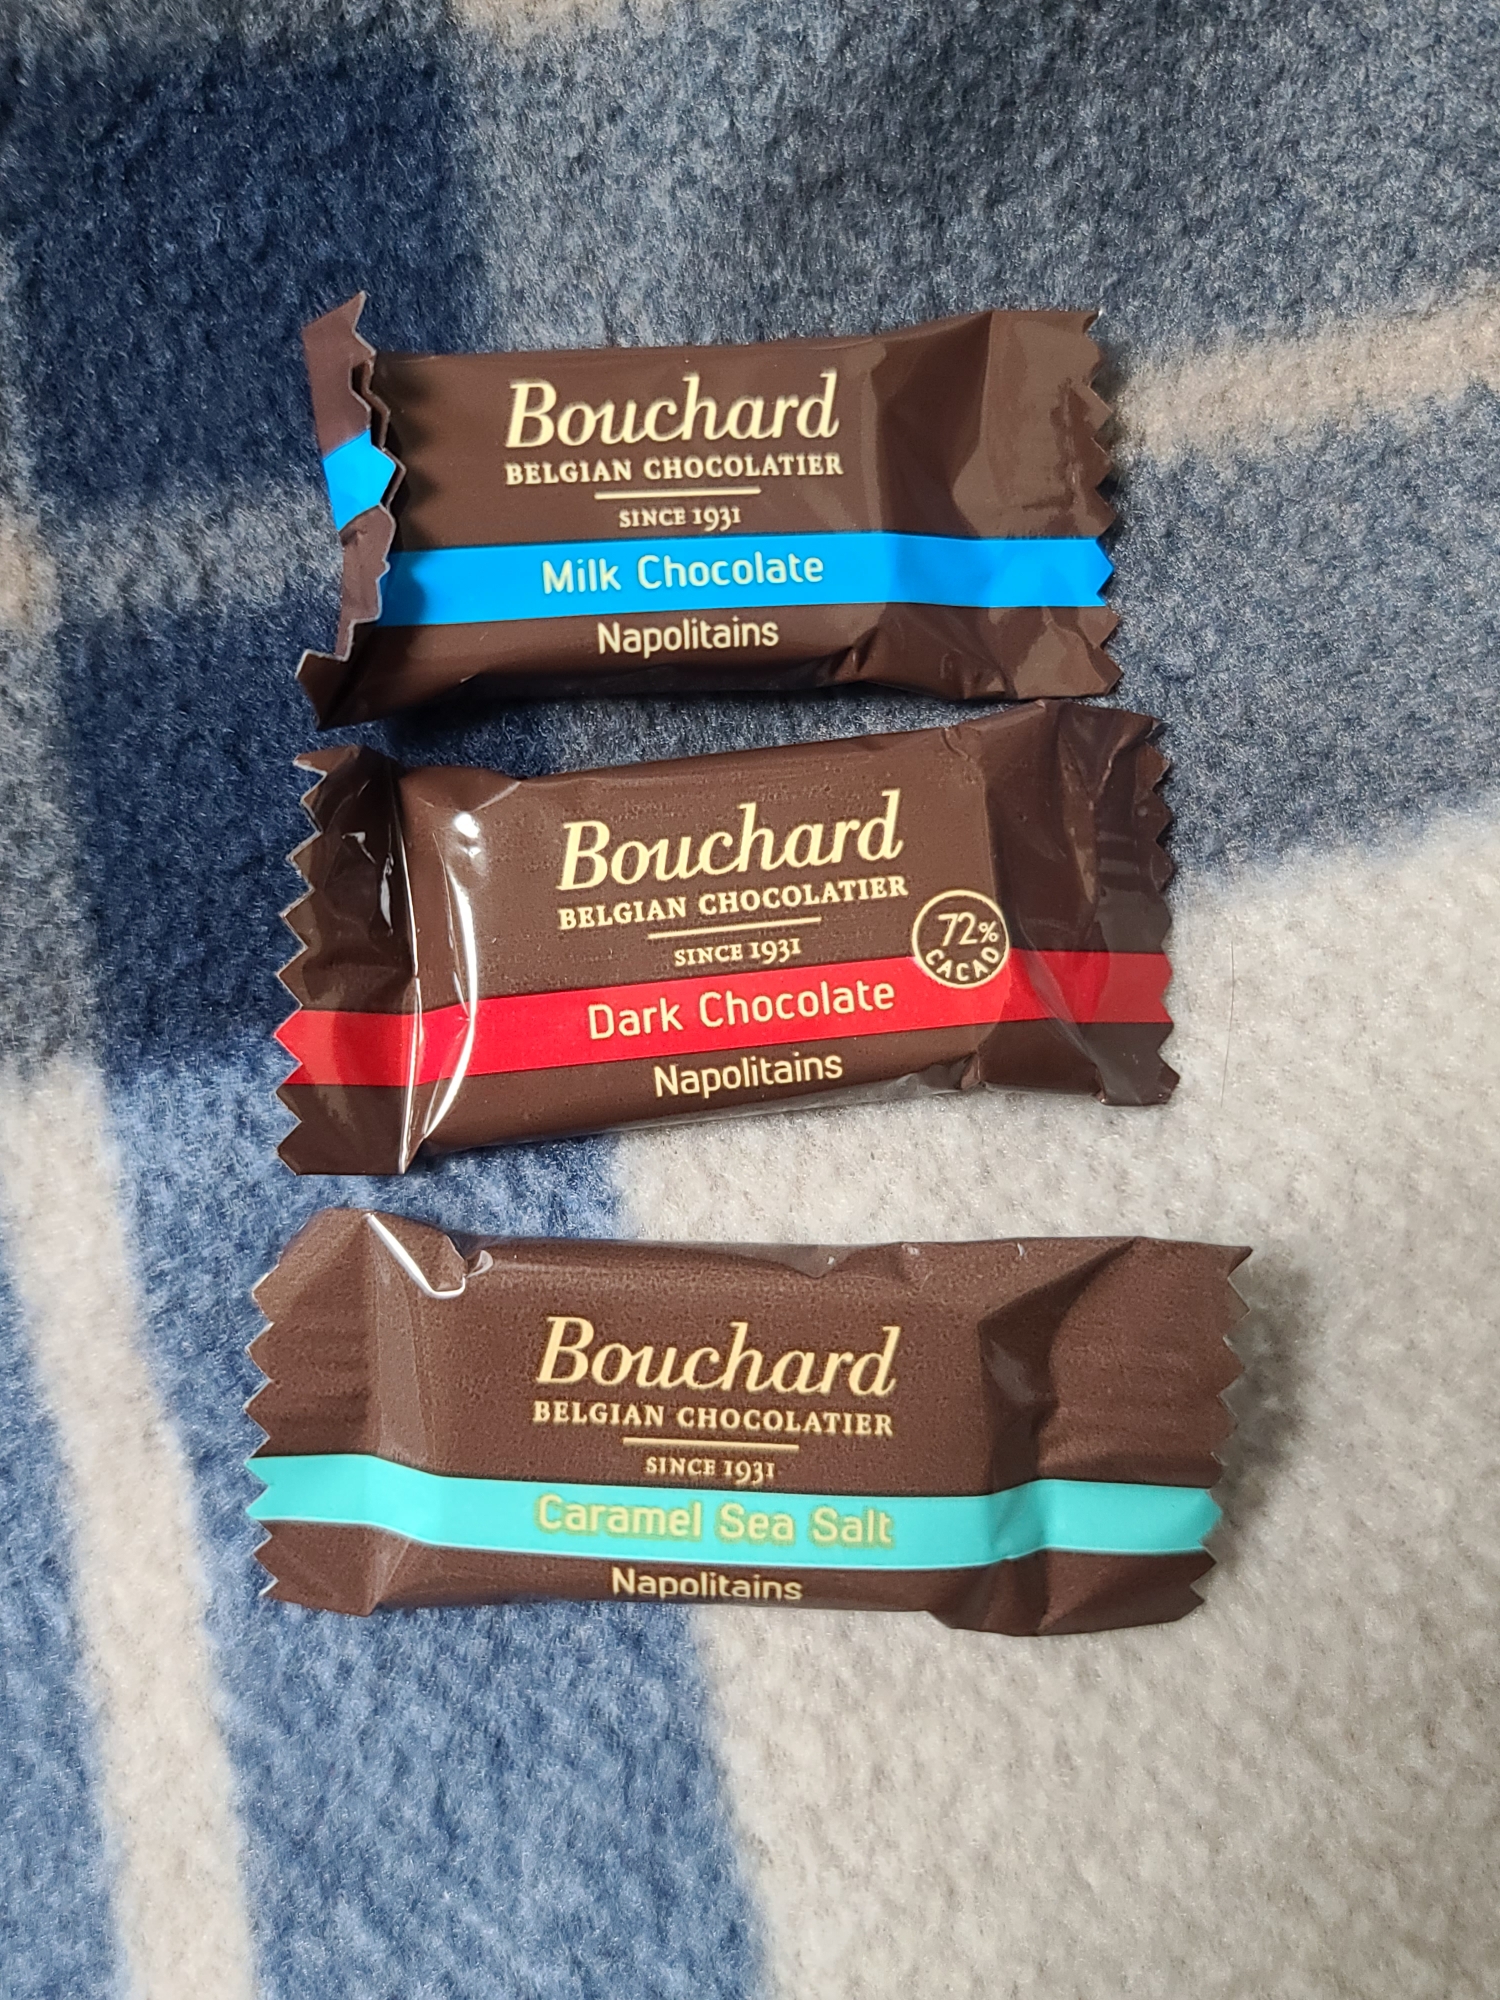 Bouchard
BELGIAN CHOCOLATIER
SINCE 1931
Milk Chocolate
Napolitains
Bouchard
BELGIAN CHOCOLATIER
SINCE 1931
72%
CACAO
Dark Chocolate
Napolitains
Bouchard
BELGIAN CHOCOLATIER
SINCE 1931
Caramel Sea Salt
Napolitains